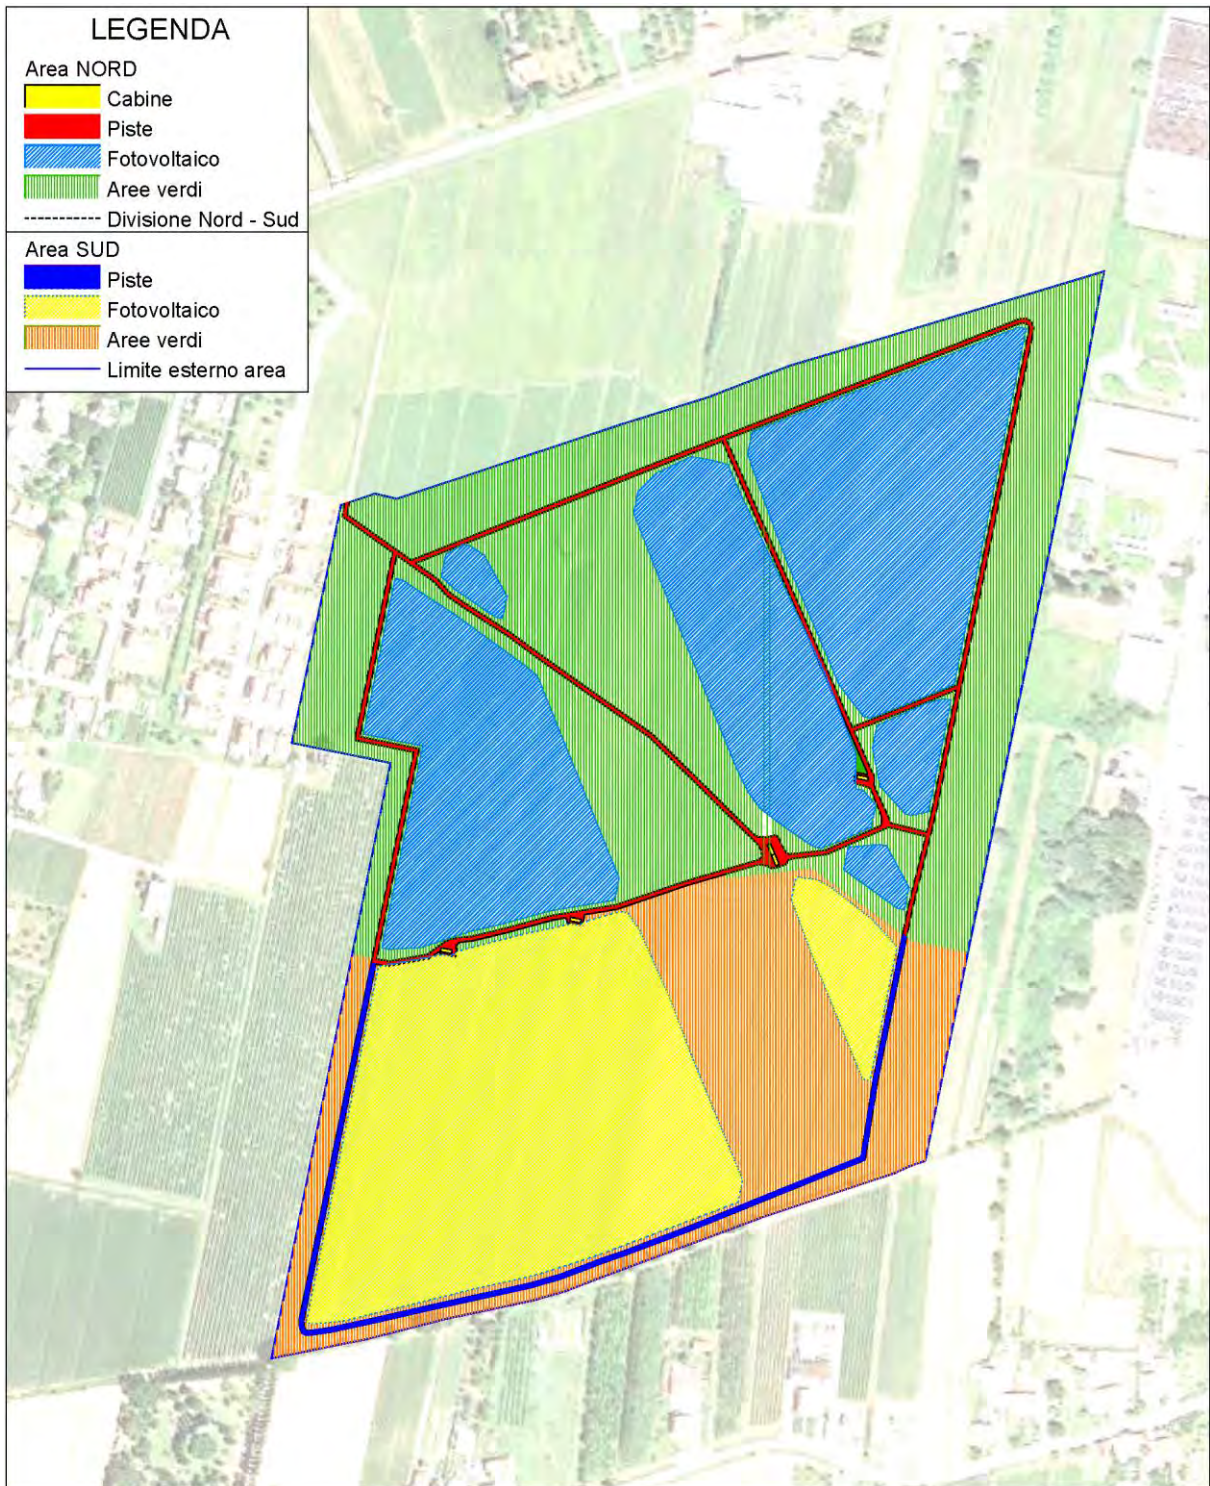 LEGENDA
Area NORD
Cabine
Piste
Fotovoltaico
Aree verdi
Divisione Nord - Sud
Area SUD
Piste
Fotovoltaico
Aree verdi
Limite esterno area